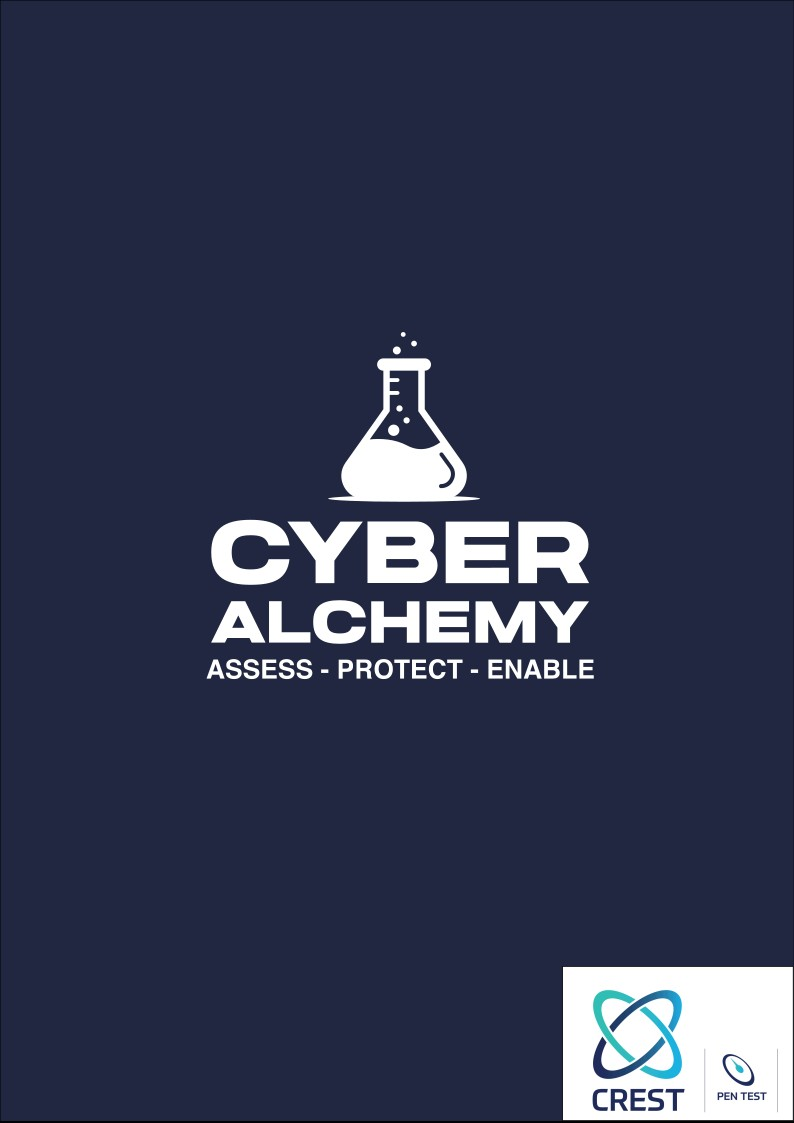 CYBER
ALCHEMY
ASSESS - PROTECT - ENABLE
CREST
PEN TEST